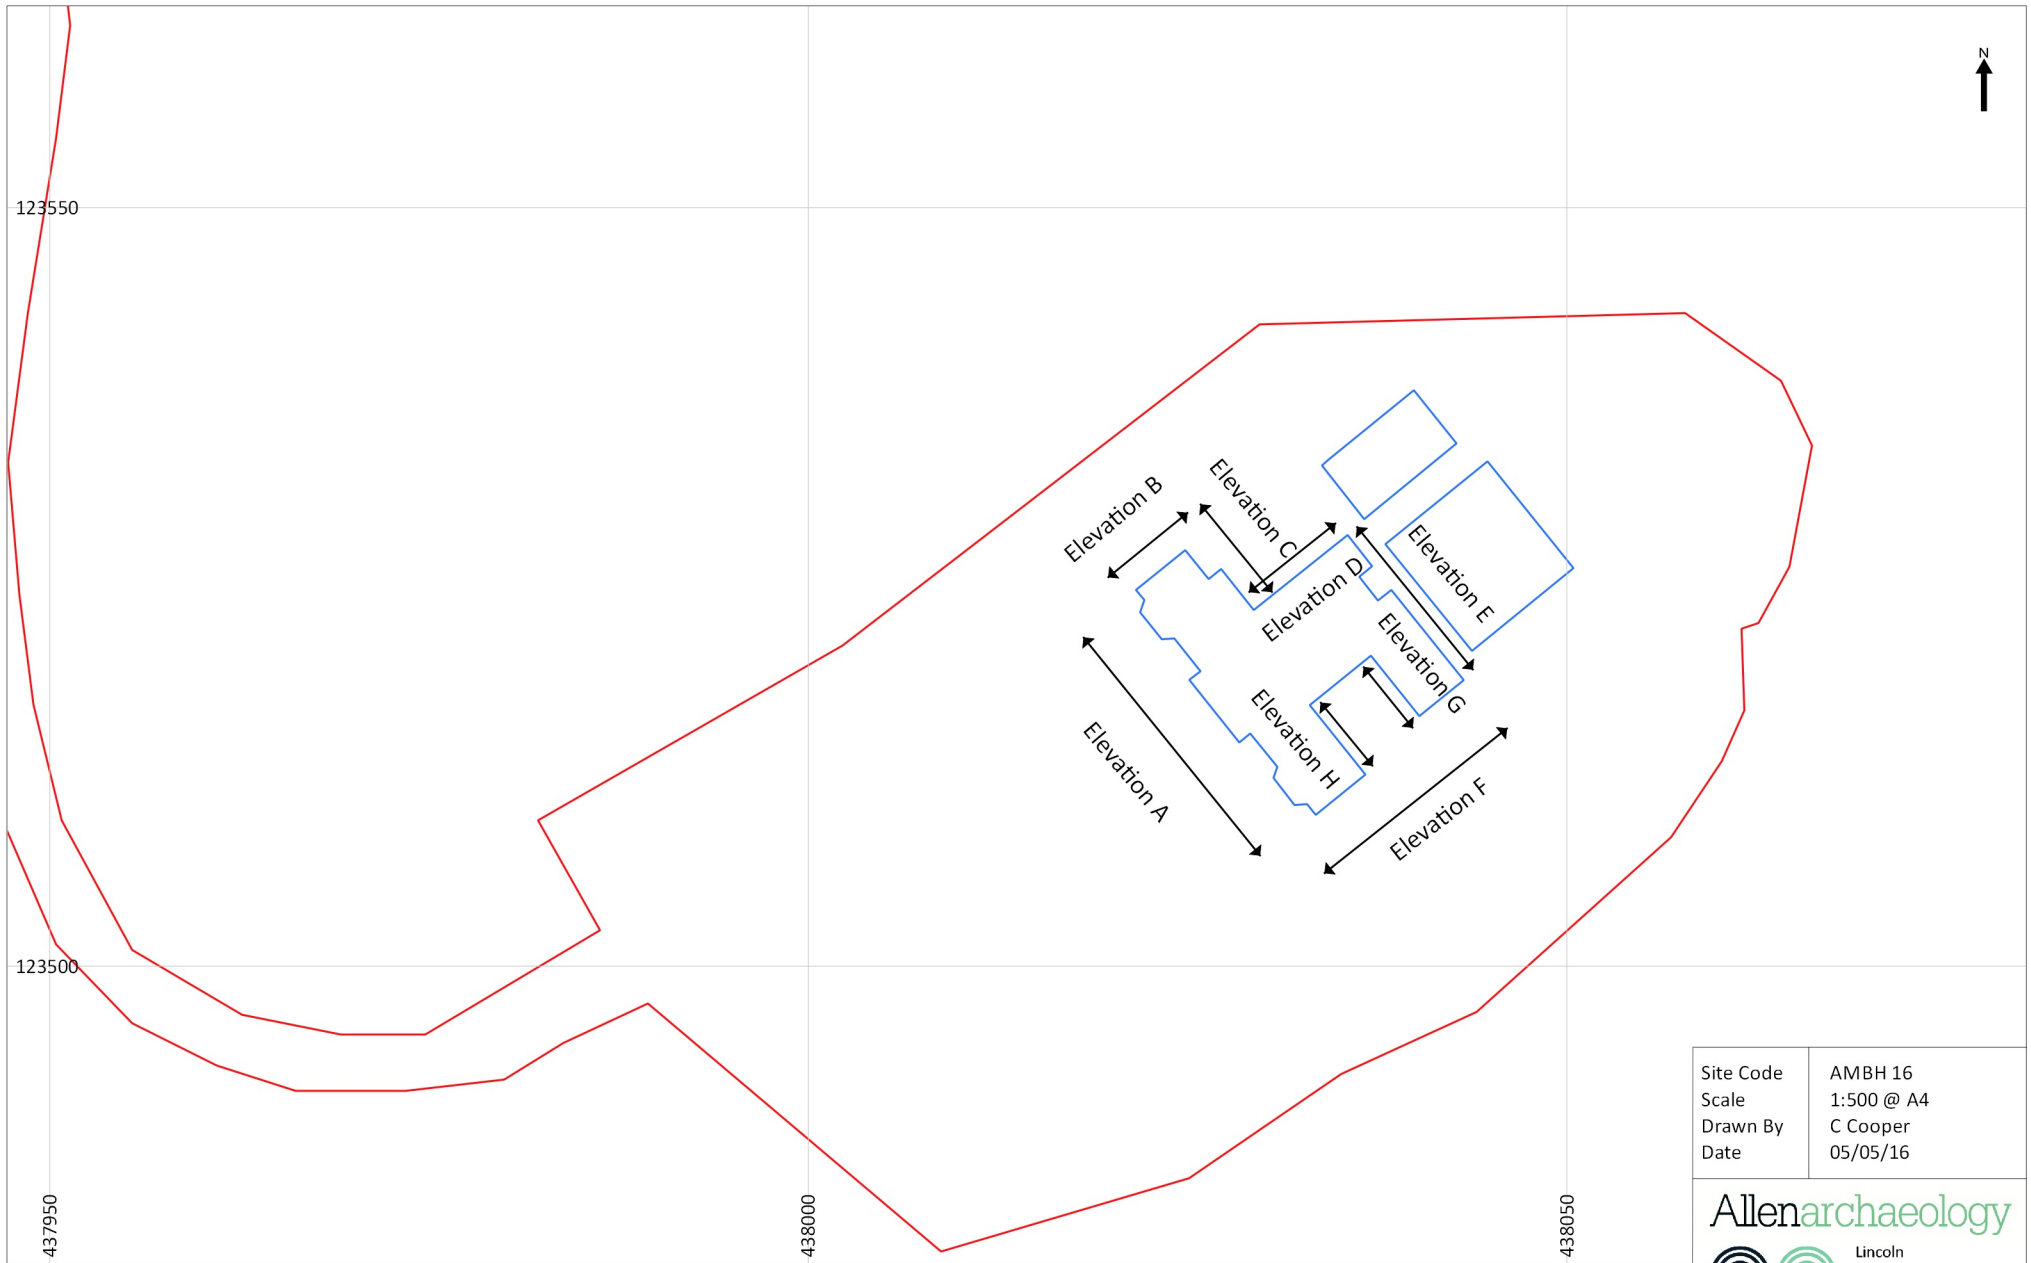 N
123550
Elevation B
Elevation C
Elevation D
Elevation E
Elevation G
Elevation H
Elevation A
Elevation F
123500
437950
438000
438050
Site Code AMBH 16
Scale 1:500 @ A4
Drawn By C Cooper
Date 05/05/16
Allenarchaeology
Lincoln